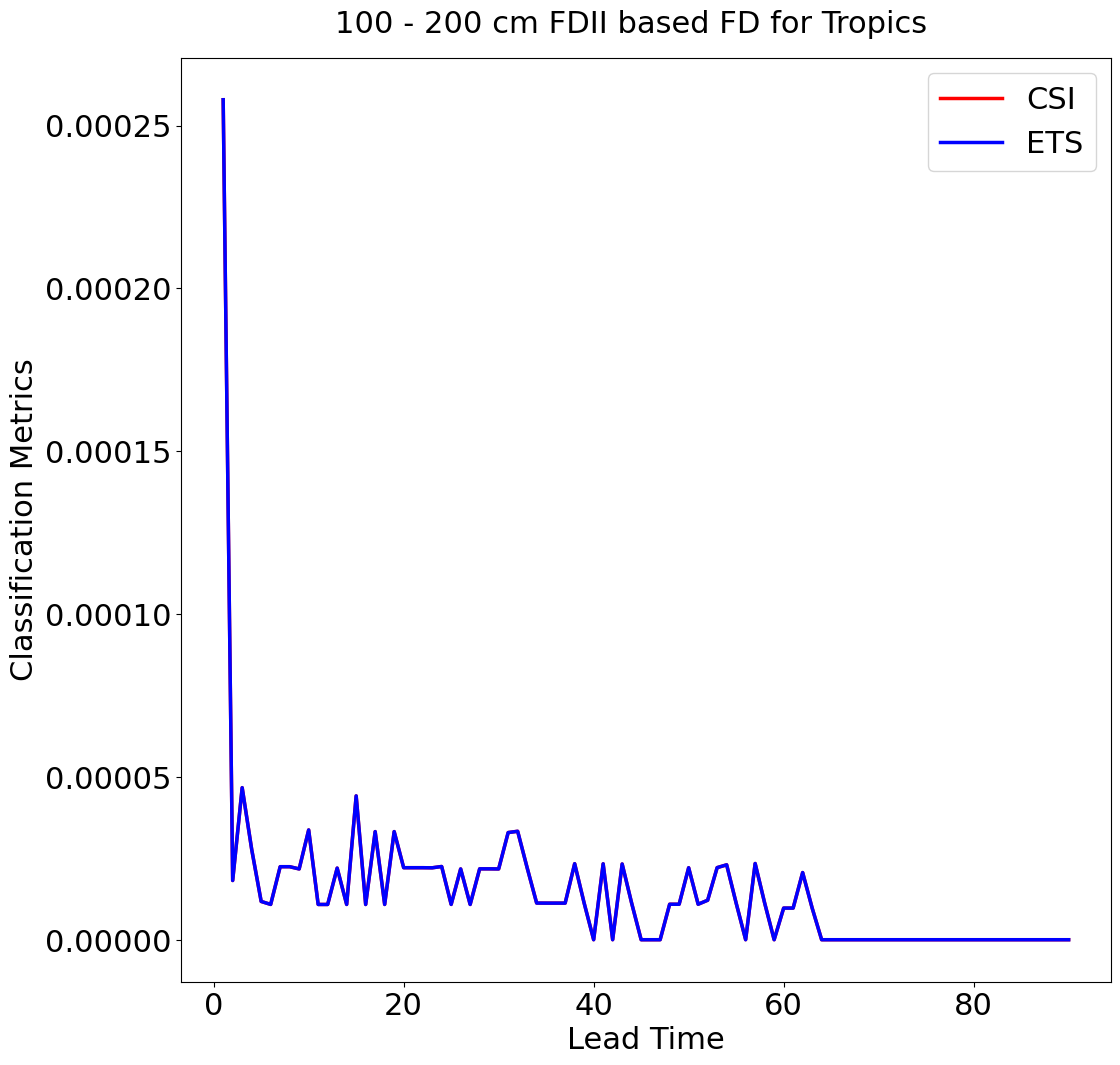 100 - 200 cm FDII based FD for Tropics
CSI
ETS
0.00025
0.00020
0.00015
0.00010
0.00005
0.00000
Classification Metrics
0 20 40 60 80
Lead Time